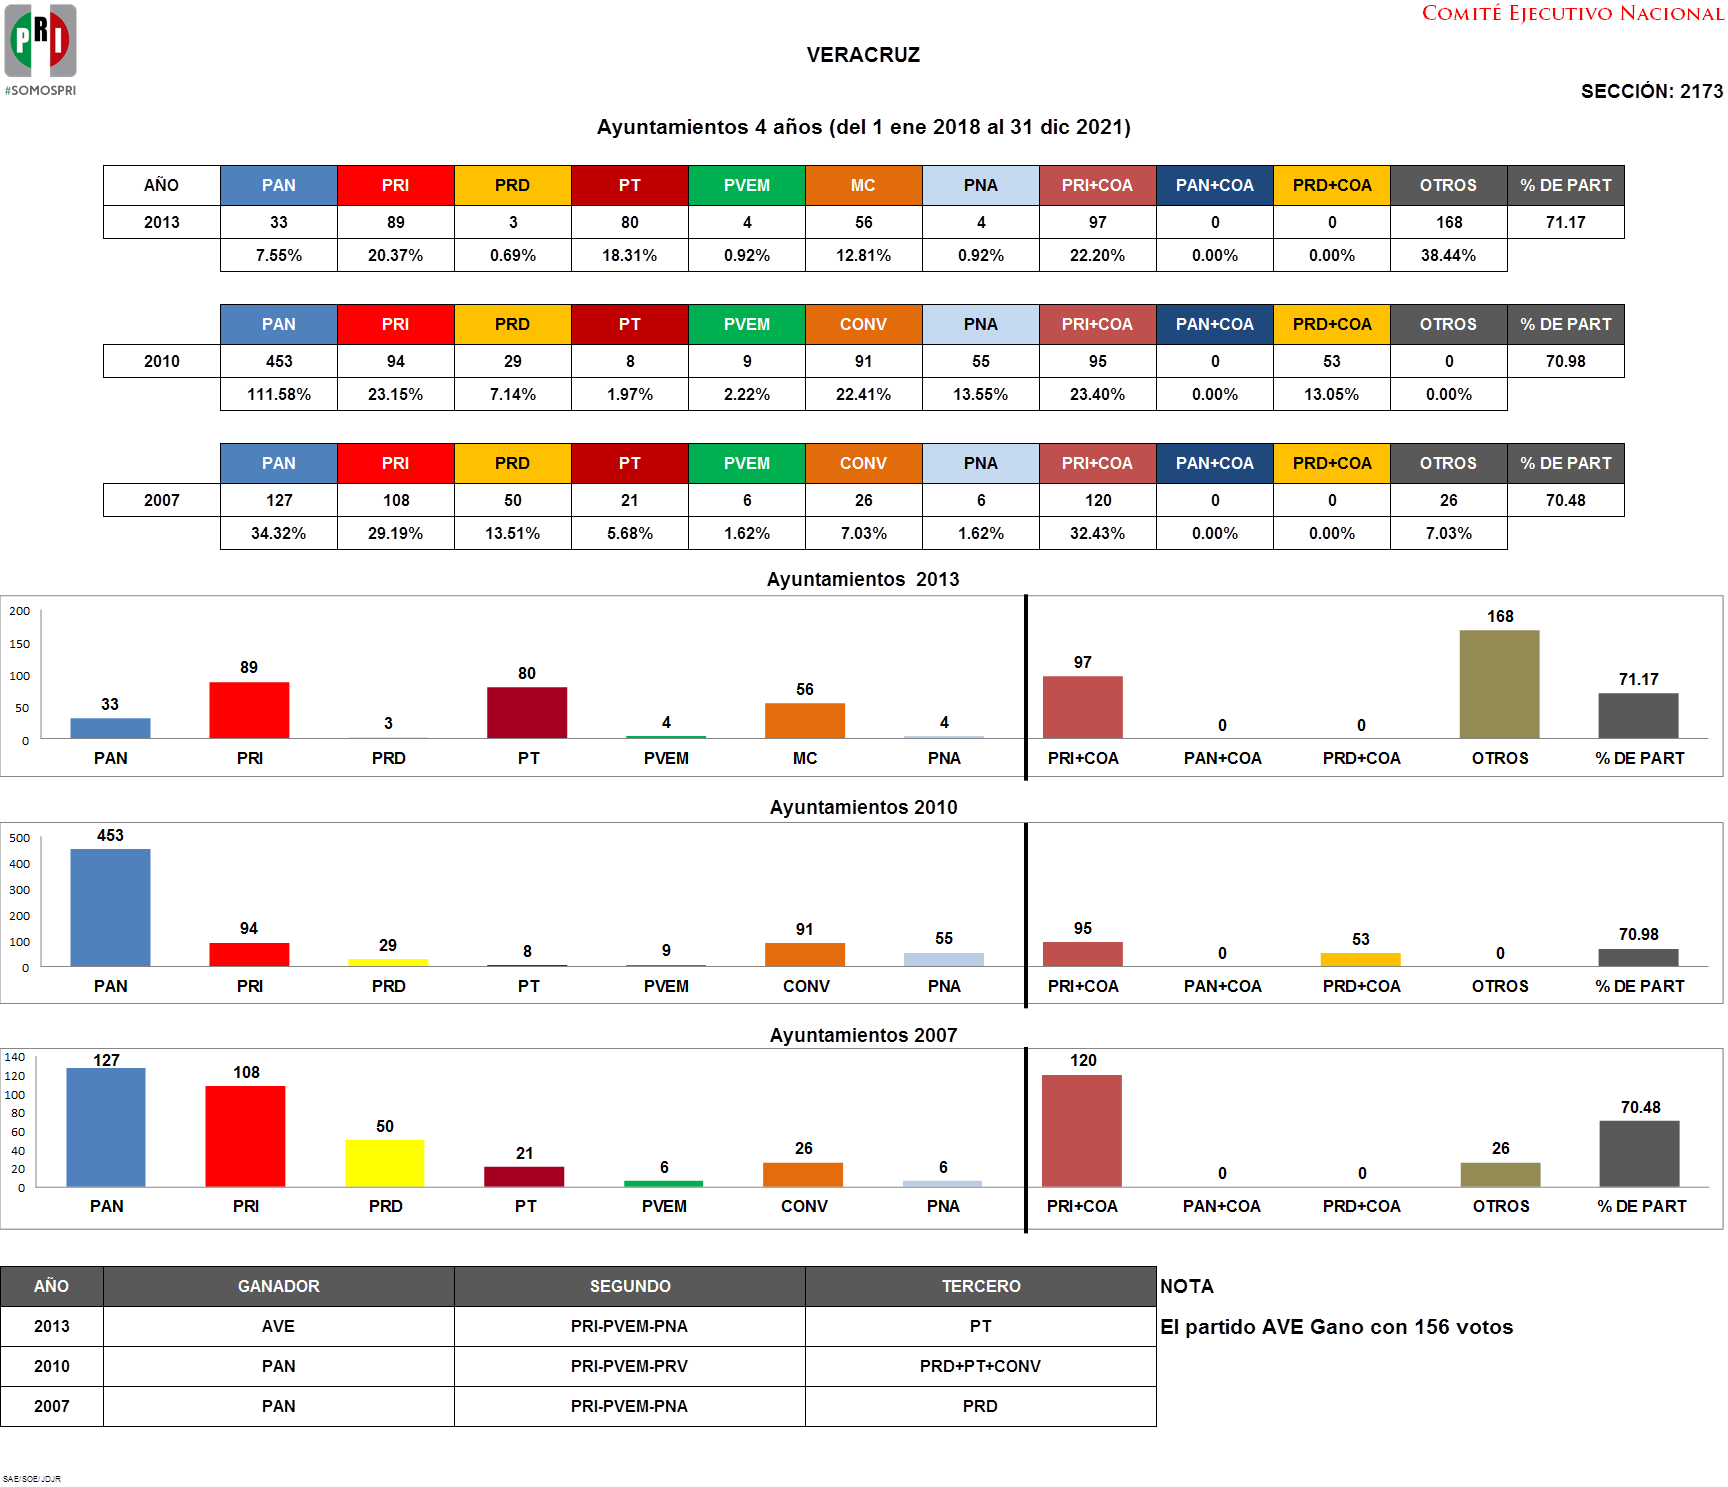 PRI
#SOMOSPRI
COMITÉ EJECUTIVO NACIONAL
VERACRUZ
SECCIÓN: 2173
Ayuntamientos 4 años (del 1 ene 2018 al 31 dic 2021)
AÑO PAN PRI PRD PT PVEM MC PNA PRI+COA PAN+COA PRD+COA OTROS % DE PART
2013 33 89 3 80 4 56 4 97 0 0 168 71.17
7.55% 20.37% 0.69% 18.31% 0.92% 12.81% 0.92% 22.20% 0.00% 0.00% 38.44%
PAN PRI PRD PT PVEM CONV PNA PRI+COA PAN+COA PRD+COA OTROS % DE PART
2010 453 94 29 8 9 91 55 95 0 53 0 70.98
111.58% 23.15% 7.14% 1.97% 2.22% 22.41% 13.55% 23.40% 0.00% 13.05% 0.00%
PAN PRI PRD PT PVEM CONV PNA PRI+COA PAN+COA PRD+COA OTROS % DE PART
2007 127 108 50 21 6 26 6 120 0 0 26 70.48
34.32% 29.19% 13.51% 5.68% 1.62% 7.03% 1.62% 32.43% 0.00% 0.00% 7.03%
Ayuntamientos 2013
200
150
100
50
0
33 89 3 80 4 56 4 97 0 0 168 71.17
PAN PRI PRD PT PVEM MC PNA PRI+COA PAN+COA PRD+COA OTROS % DE PART
Ayuntamientos 2010
500
400
300
200
100
0
453 94 29 8 9 91 55 95 0 53 0 70.98
PAN PRI PRD PT PVEM CONV PNA PRI+COA PAN+COA PRD+COA OTROS % DE PART
Ayuntamientos 2007
140
120
100
80
60
40
20
0
127 108 50 21 6 26 6 120 0 0 26 70.48
PAN PRI PRD PT PVEM CONV PNA PRI+COA PAN+COA PRD+COA OTROS % DE PART
AÑO GANADOR SEGUNDO TERCERO NOTA
2013 AVE PRI-PVEM-PNA PT El partido AVE Gano con 156 votos
2010 PAN PRI-PVEM-PRV PRD+PT+CONV
2007 PAN PRI-PVEM-PNA PRD
SAE/SOE/JDJR